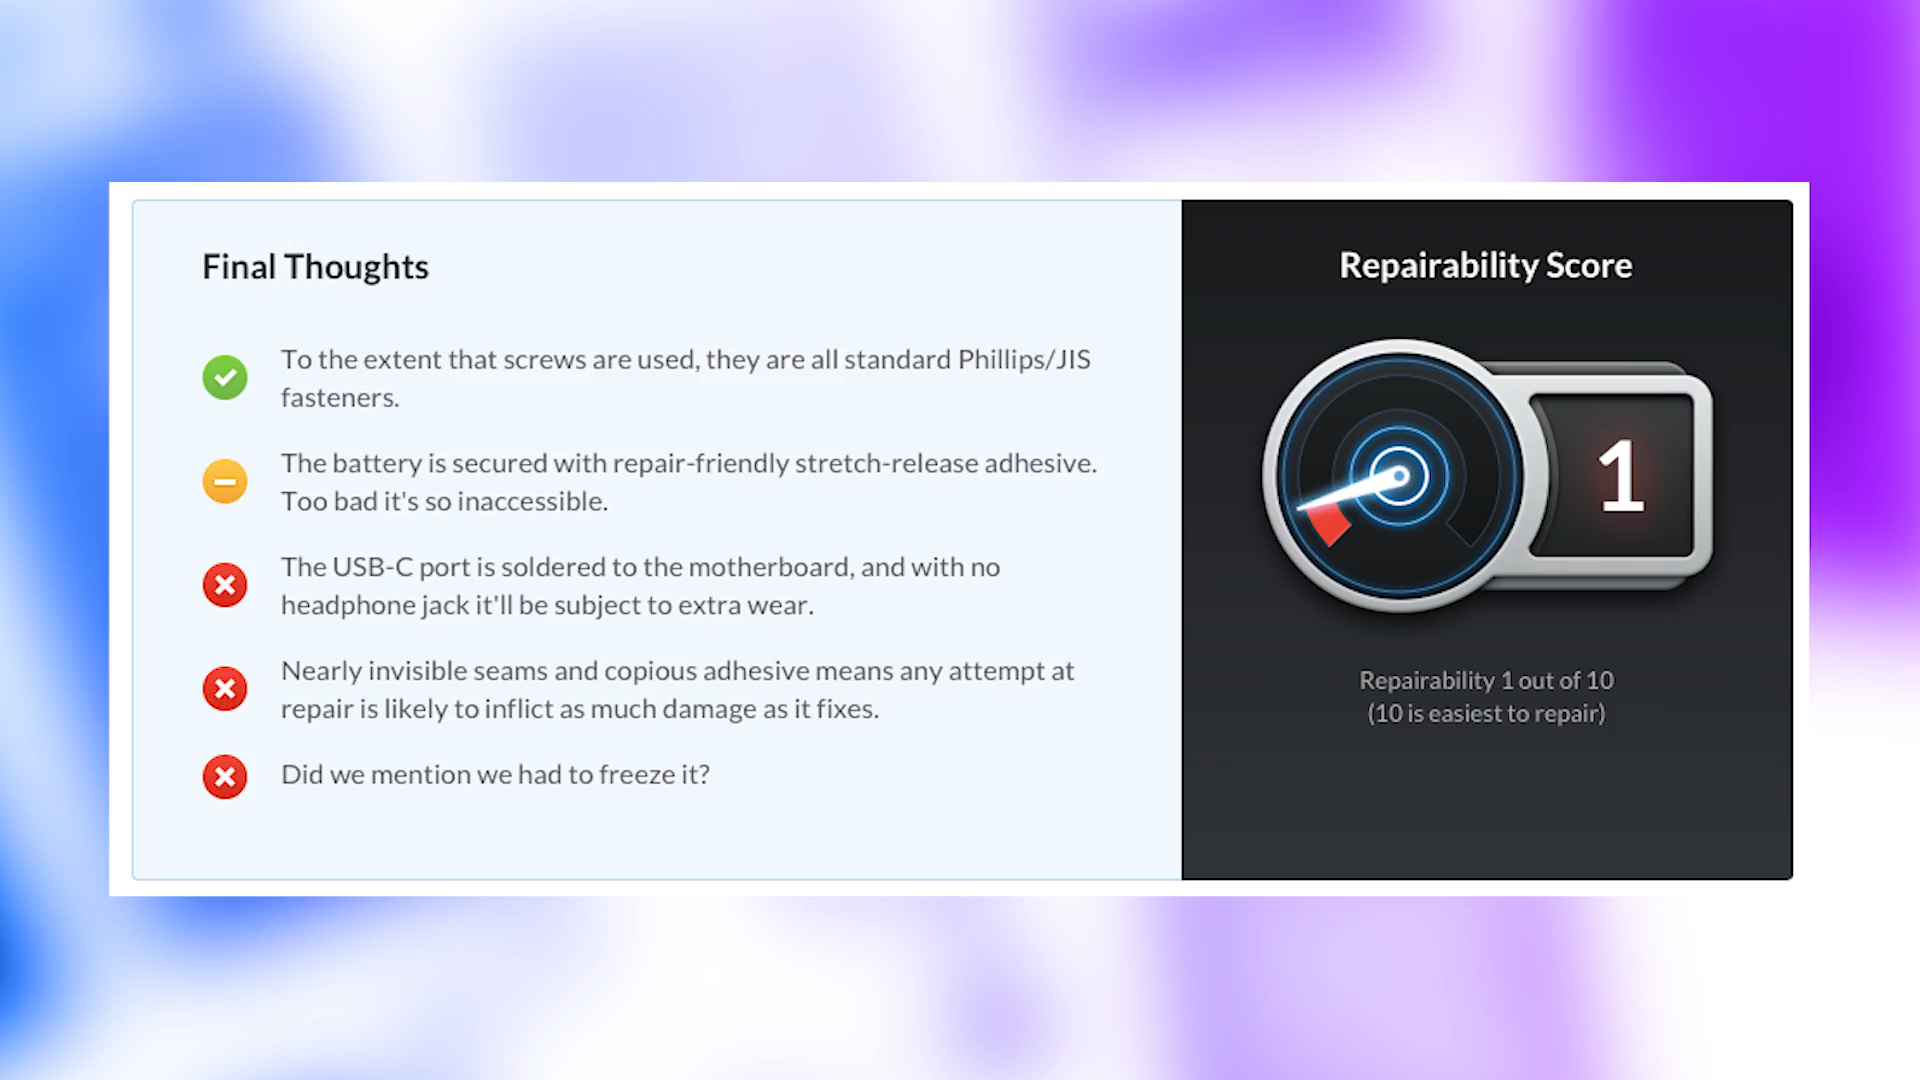 Final Thoughts
To the extent that screws are used, they are all standard Phillips/JIS
fasteners.
The battery is secured with repair-friendly stretch-release adhesive.
Too bad it's so inaccessible.
The USB-C port is soldered to the motherboard, and with no
headphone jack it'll be subject to extra wear.
Nearly invisible seams and copious adhesive means any attempt at
repair is likely to inflict as much damage as it fixes.
Did we mention we had to freeze it?
Repairability Score
1
Repairability 1 out of 10
(10 is easiest to repair)